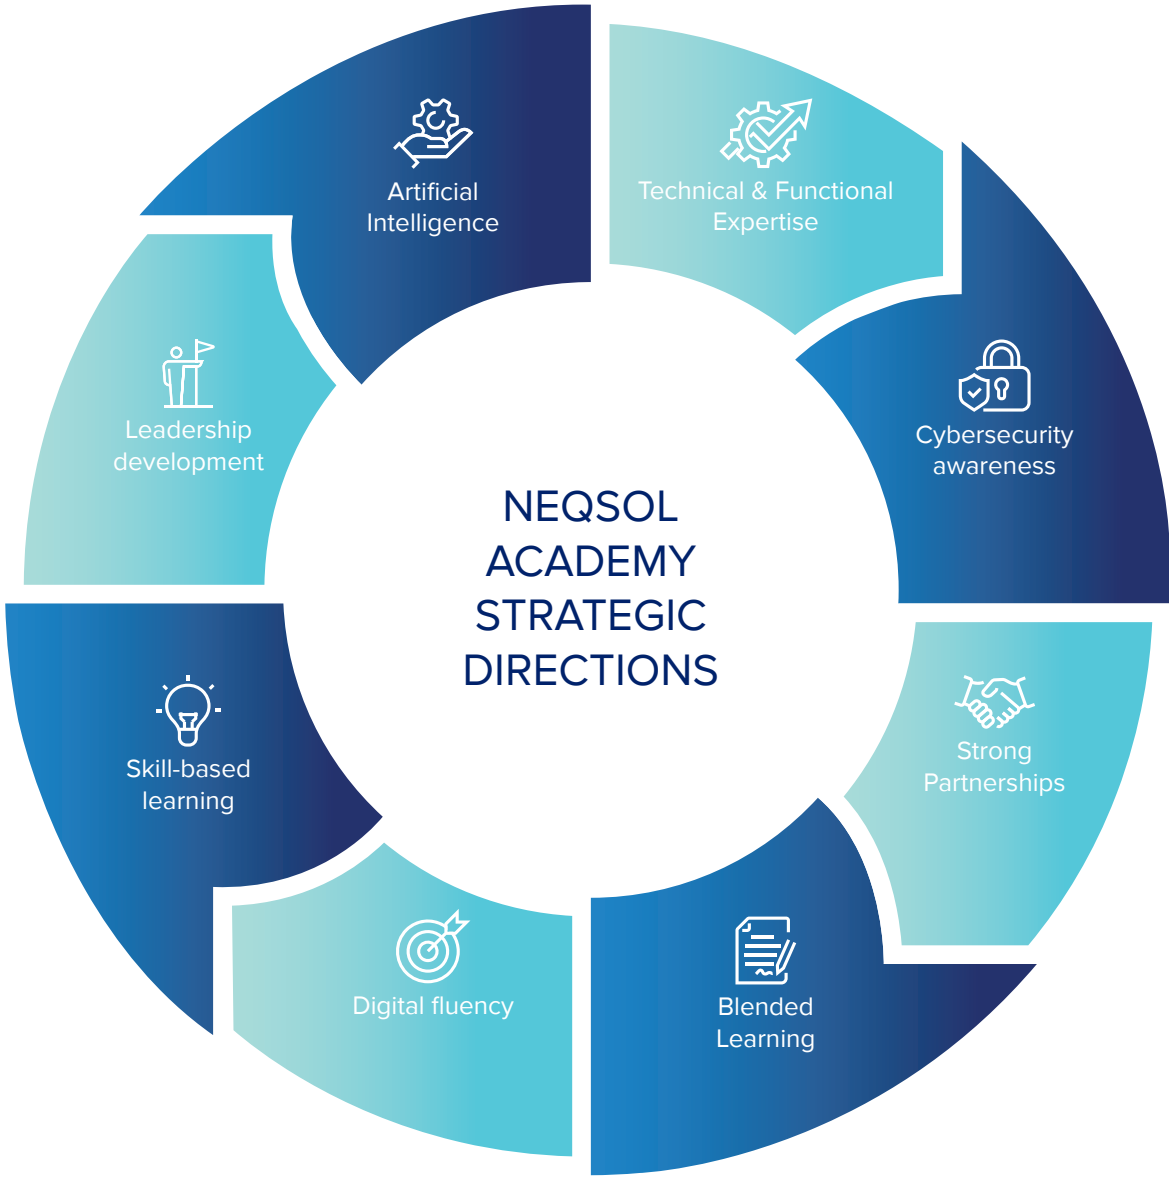 Artificial
Intelligence
Technical & Functional
Expertise
Cybersecurity
awareness
Strong
Partnerships
Blended
Learning
Digital fluency
Skill-based
learning
Leadership
development
NEQSOL
ACADEMY
STRATEGIC
DIRECTIONS